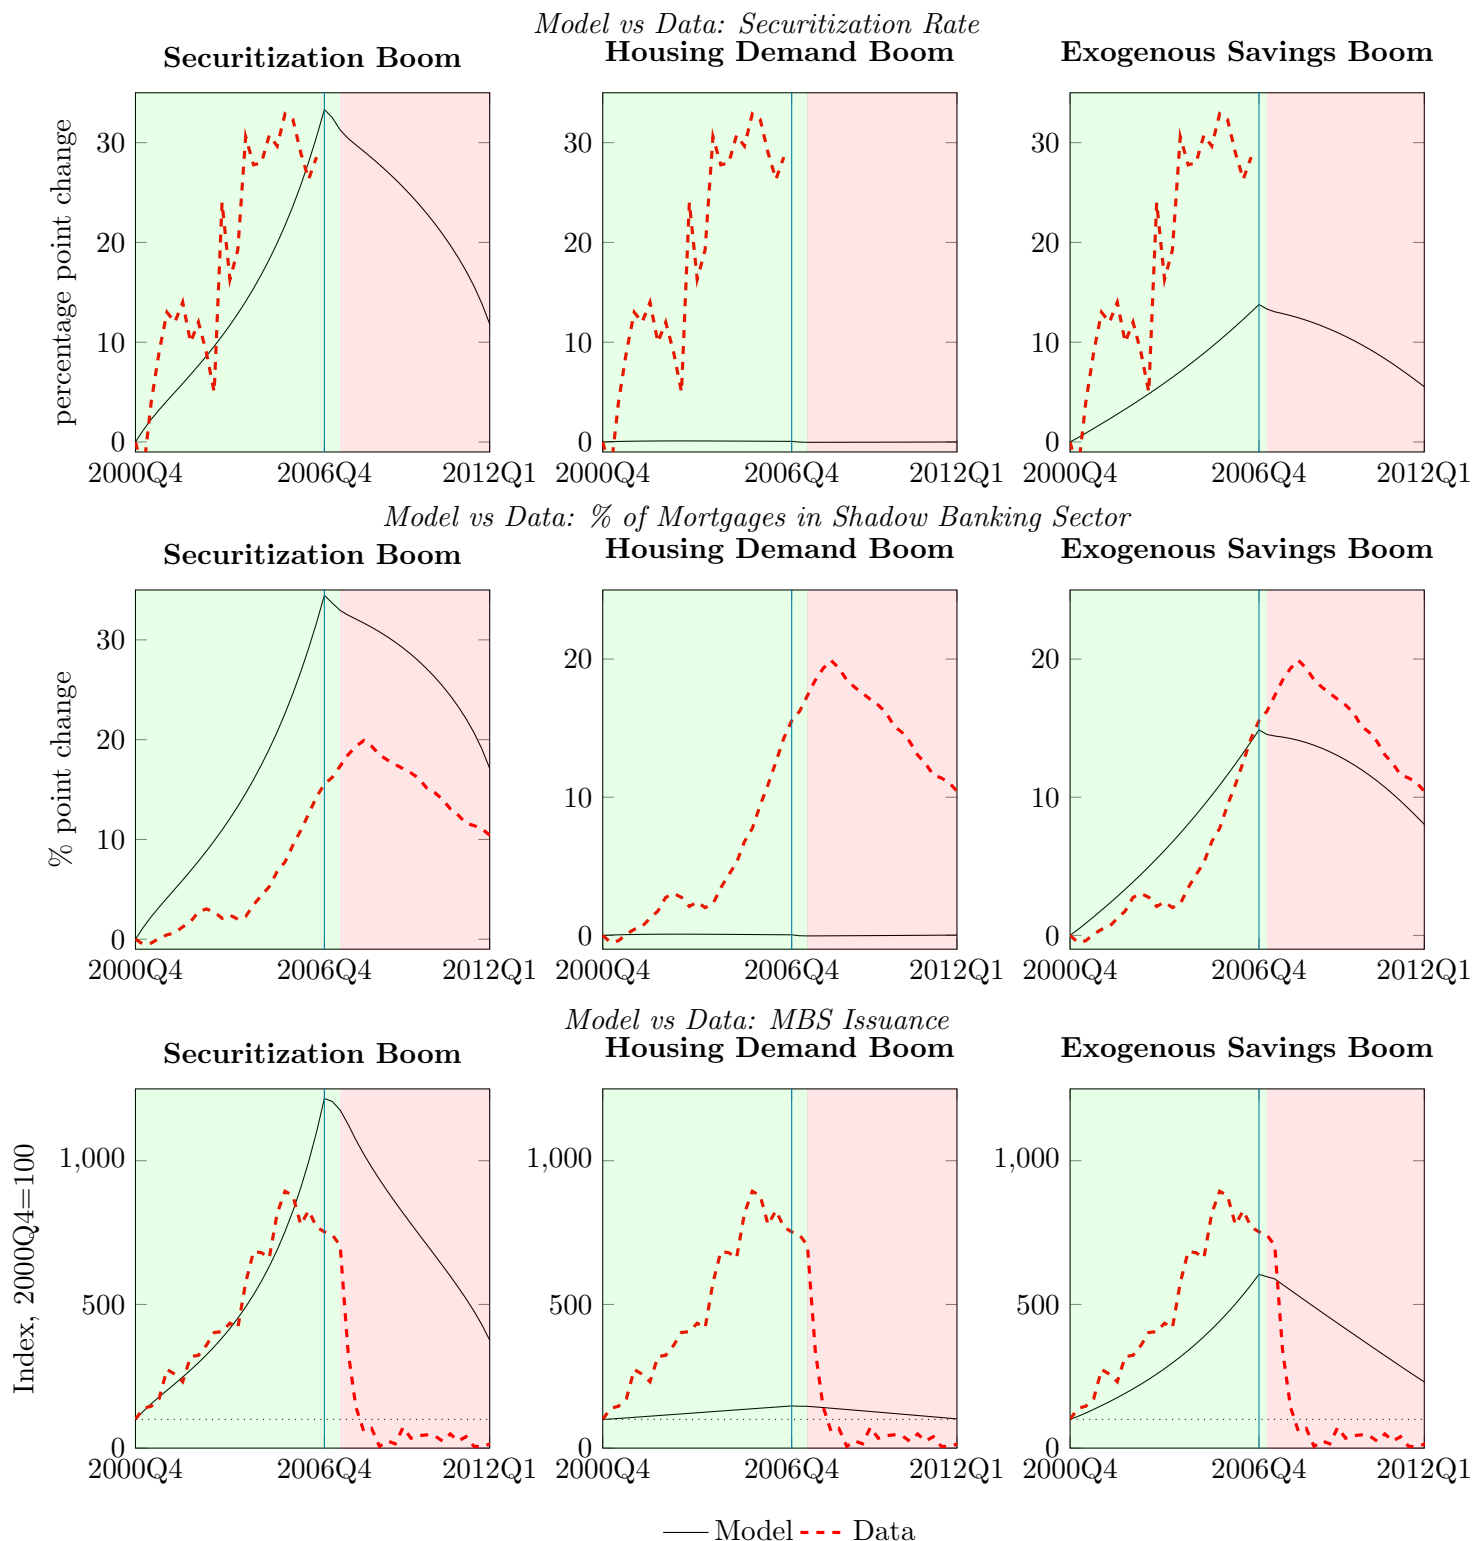 Model vs Data: Securitization Rate
Securitization Boom
Housing Demand Boom
Exogenous Savings Boom
percentage point change
30
20
10
0
2000Q4 2006Q4 2012Q1
30
20
10
0
2000Q4 2006Q4 2012Q1
30
20
10
0
2000Q4 2006Q4 2012Q1
Model vs Data: % of Mortgages in Shadow Banking Sector
Securitization Boom
Housing Demand Boom
Exogenous Savings Boom
% point change
30
20
10
0
2000Q4 2006Q4 2012Q1
20
10
0
2000Q4 2006Q4 2012Q1
20
10
0
2000Q4 2006Q4 2012Q1
Model vs Data: MBS Issuance
Securitization Boom
Housing Demand Boom
Exogenous Savings Boom
Index, 2000Q4=100
1,000
500
0
2000Q4 2006Q4 2012Q1
1,000
500
0
2000Q4 2006Q4 2012Q1
1,000
500
0
2000Q4 2006Q4 2012Q1
Model Data